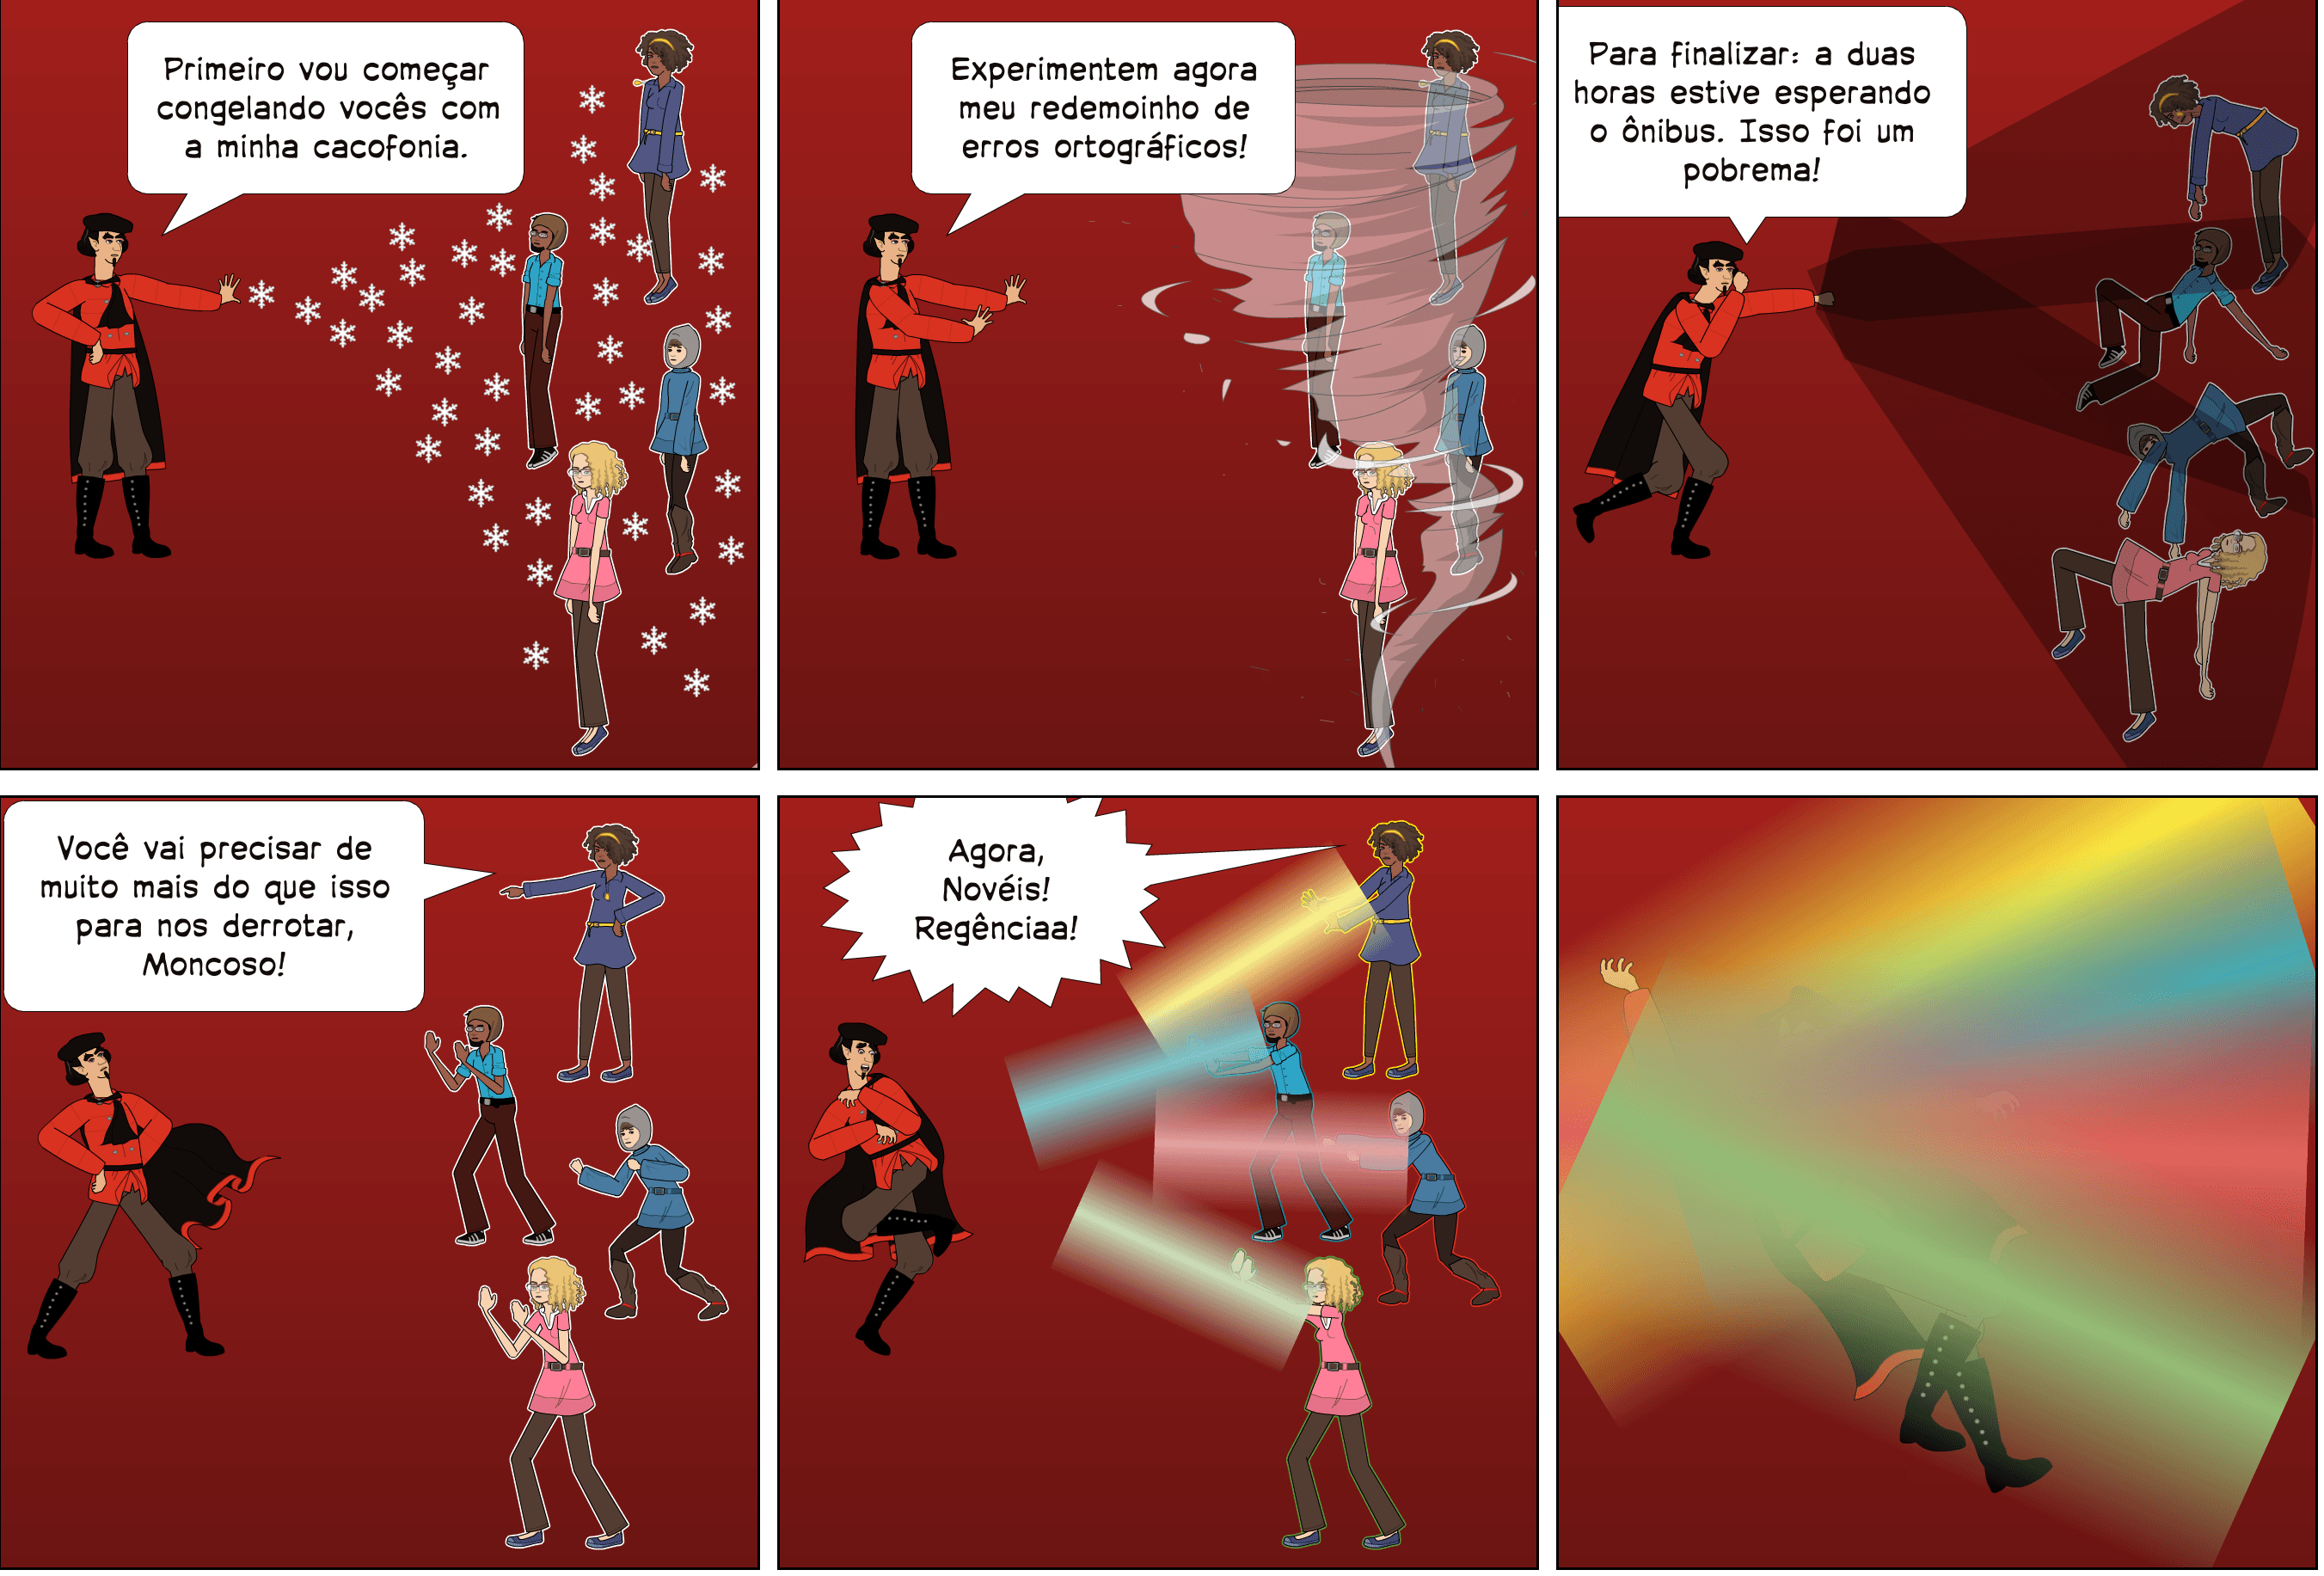 Primeiro vou começar
congelando vocês com
a minha cacofonia.
Experimentem agora
meu redemoinho de
erros ortográficos!
Para finalizar: a duas
horas estive esperando
o ônibus. Isso foi um
pobrema!
Você vai precisar de
muito mais do que isso
para nos derrotar,
Moncoso!
Agora,
Novéis!
Regênciaa!